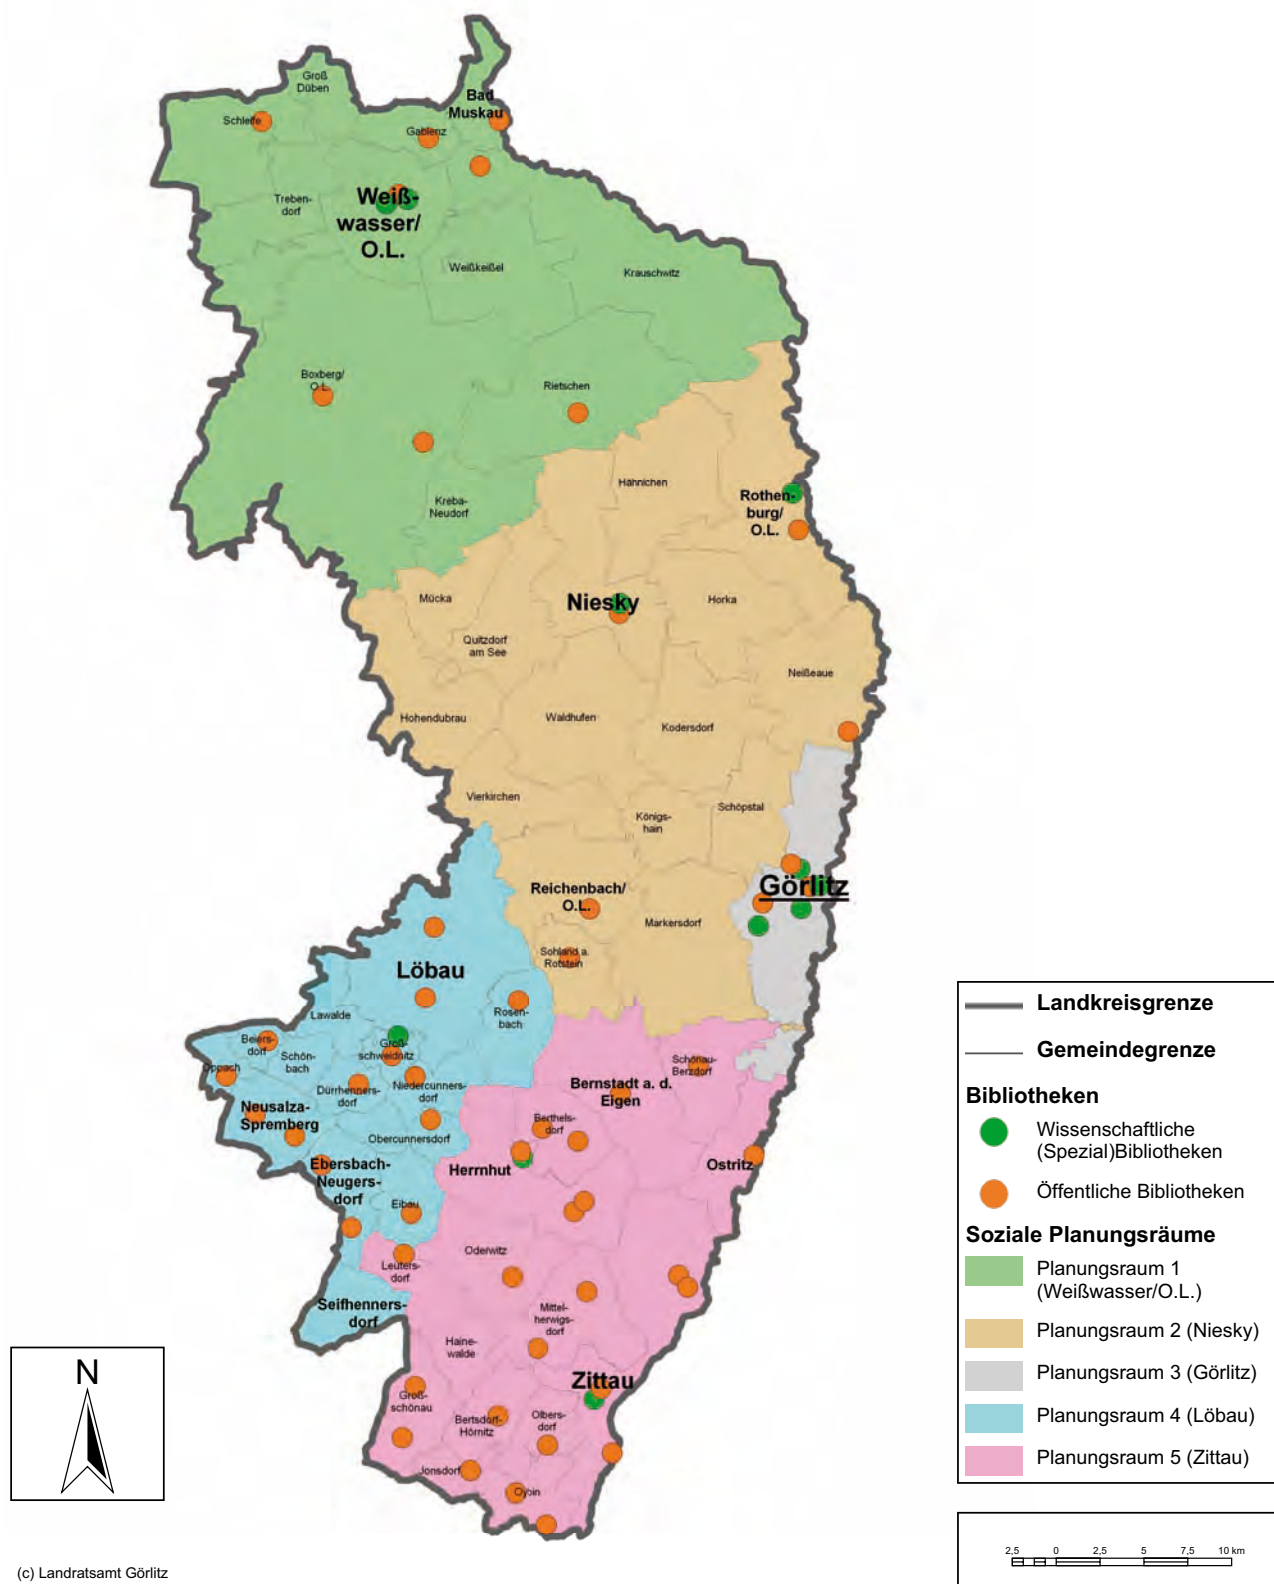 Groß
Düben
Bad
Muskau
Schleife
Gablenz
Weiß-
wasser/
O.L.
Treben-
dorf
Weißkeißel
Krauschwitz
Boxberg/
O.L.
Rietschen
Kreba-
Neudorf
Hähnichen
Rothen-
burg/
O.L.
Mücka
Niesky
Horka
Quitzdorf
am See
Neißeaue
Hohendubrau
Waldhufen
Kodersdorf
Vierkirchen
Königs-
hain
Schöpstal
Görlitz
Reichenbach/
O.L.
Markersdorf
Sohland a.
Rotstein
Löbau
Lawalde
Rosen-
bach
Beiers-
dorf
Schön-
bach
Groß-
schweidnitz
Oppach
Dürrhenners-
dorf
Niedercunners-
dorf
Schönau-
Berzdorf
Bernstadt a. d.
Eigen
Neusalza-
Spremberg
Obercunnersdorf
Berthels-
dorf
Ebersbach-
Neugers-
dorf
Herrnhut
Ostritz
Eibau
Oderwitz
Leuters-
dorf
Seifhenners-
dorf
Mittel-
herwigs-
dorf
Haine-
walde
Zittau
Groß-
schönau
Bertsdorf-
Hörnitz
Olbers-
dorf
Jonsdorf
Oybin
N
Landkreisgrenze
Gemeindegrenze
Bibliotheken
Wissenschaftliche
(Spezial)Bibliotheken
Öffentliche Bibliotheken
Soziale Planungsräume
Planungsraum 1
(Weißwasser/O.L.)
Planungsraum 2 (Niesky)
Planungsraum 3 (Görlitz)
Planungsraum 4 (Löbau)
Planungsraum 5 (Zittau)
2,5 0 2,5 5 7,5 10 km
(c) Landratsamt Görlitz